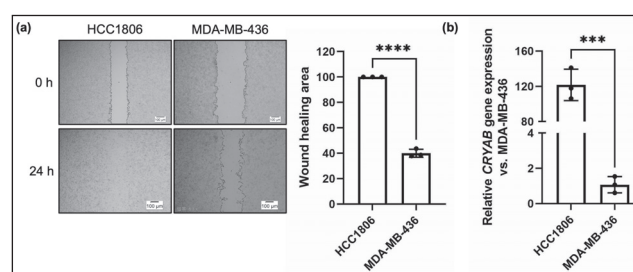 (a)
HCC1806
MDA-MB-436
0 h
24 h
100 µm
100 µm
Wound healing area
120
100
80
60
40
20
0
****
HCC1806
MDA-MB-436
(b)
Relative CRYAB gene expression
vs. MDA-MB-436
160
120
80
2
1
0
***
HCC1806
MDA-MB-436